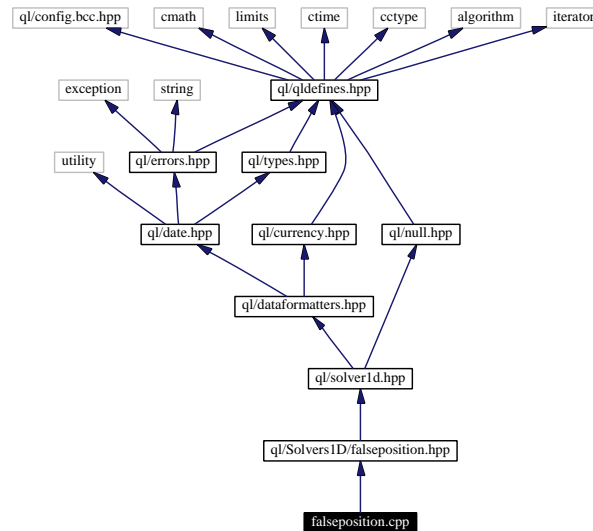 ql/config.bcc.hpp cmath limits ctime cctype algorithm iterator
ql/qldefines.hpp
exception string
ql/errors.hpp ql/types.hpp
utility
ql/date.hpp ql/currency.hpp ql/null.hpp
ql/dataformatters.hpp
ql/solver1d.hpp
ql/Solvers1D/falseposition.hpp
falseposition.cpp